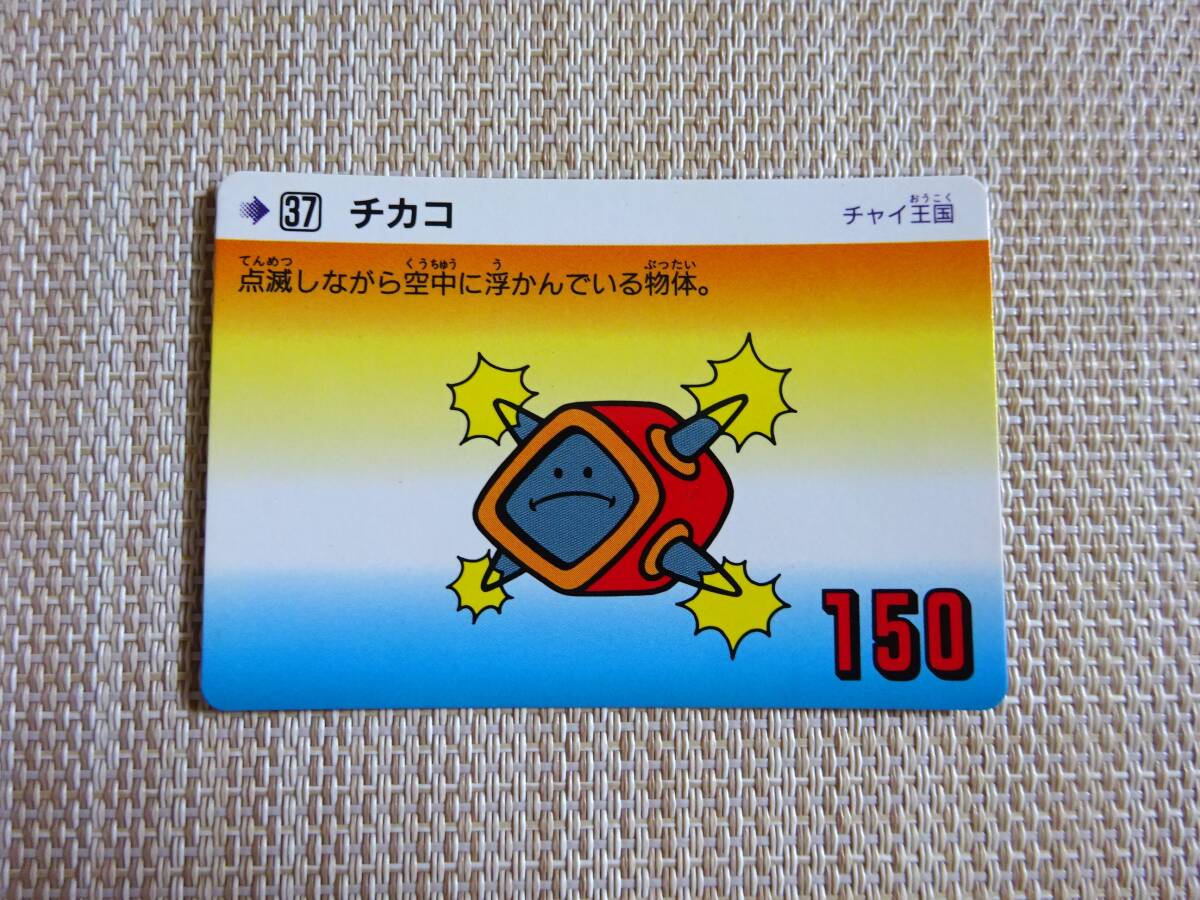 37 チカコ
おうこく
チャイ王国
てんめつ くうちゅう う ぶったい
点滅しながら空中に浮かんでいる物体。
150